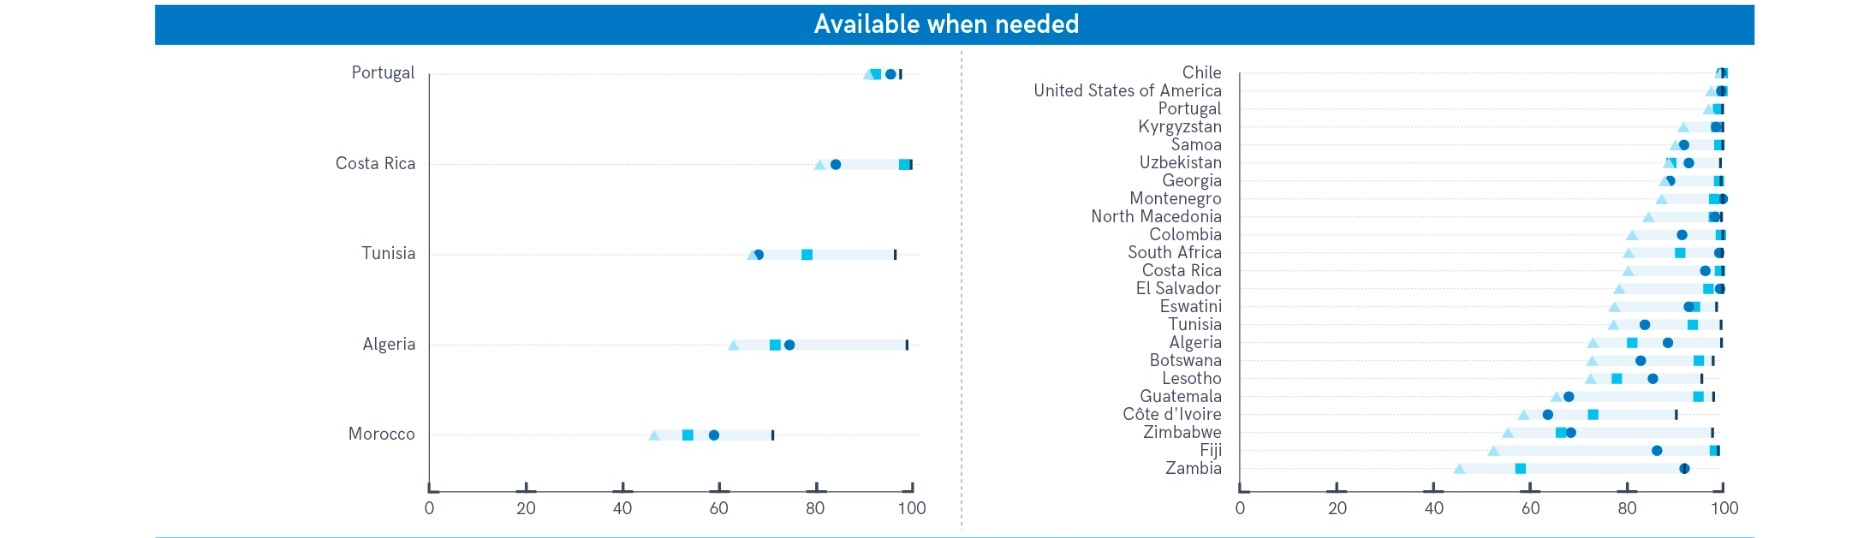 Available when needed
Portugal
Costa Rica
Tunisia
Algeria
Morocco
0 20 40 60 80 100
Chile
United States of America
Portugal
Kyrgyzstan
Samoa
Uzbekistan
Georgia
Montenegro
North Macedonia
Colombia
South Africa
Costa Rica
El Salvador
Eswatini
Tunisia
Algeria
Botswana
Lesotho
Guatemala
Côte d'Ivoire
Zimbabwe
Fiji
Zambia
0 20 40 60 80 100